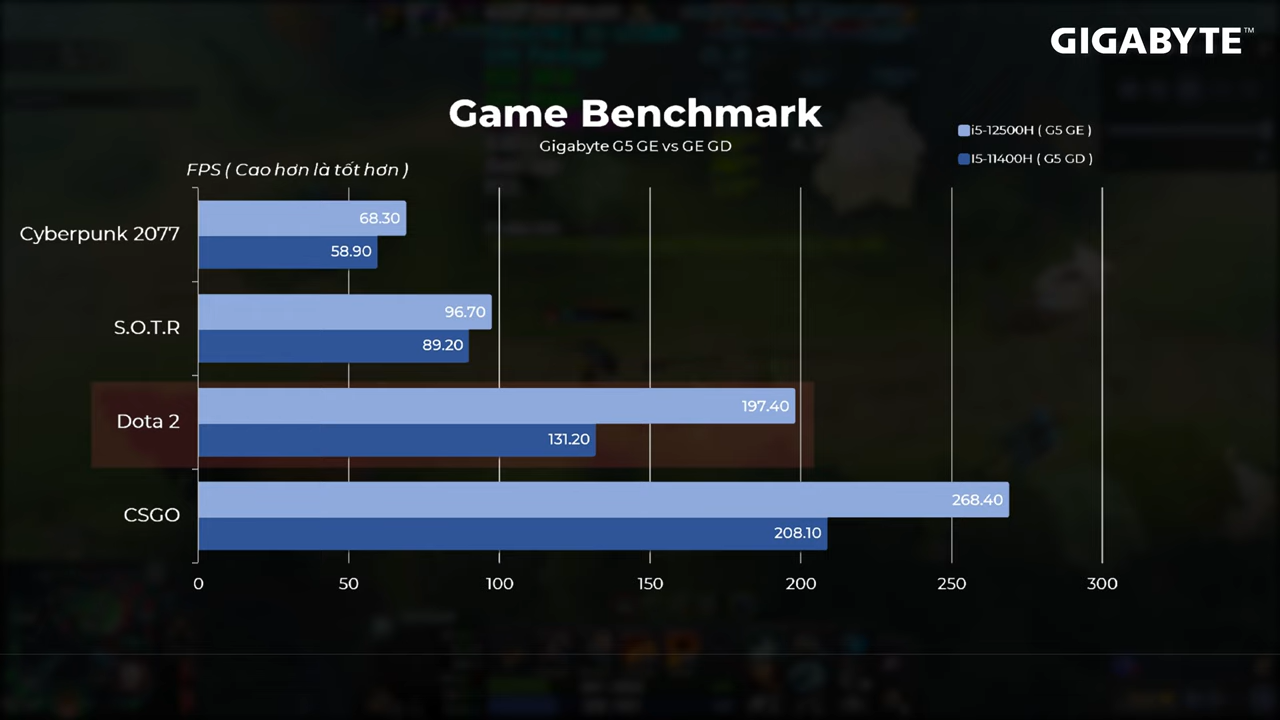 GIGABYTE™
Game Benchmark
Gigabyte G5 GE vs GE GD
i5-12500H ( G5 GE )
I5-11400H ( G5 GD )
FPS ( Cao hơn là tốt hơn )
Cyberpunk 2077
68.30
58.90
S.O.T.R
96.70
89.20
Dota 2
197.40
131.20
CSGO
268.40
208.10
0 50 100 150 200 250 300